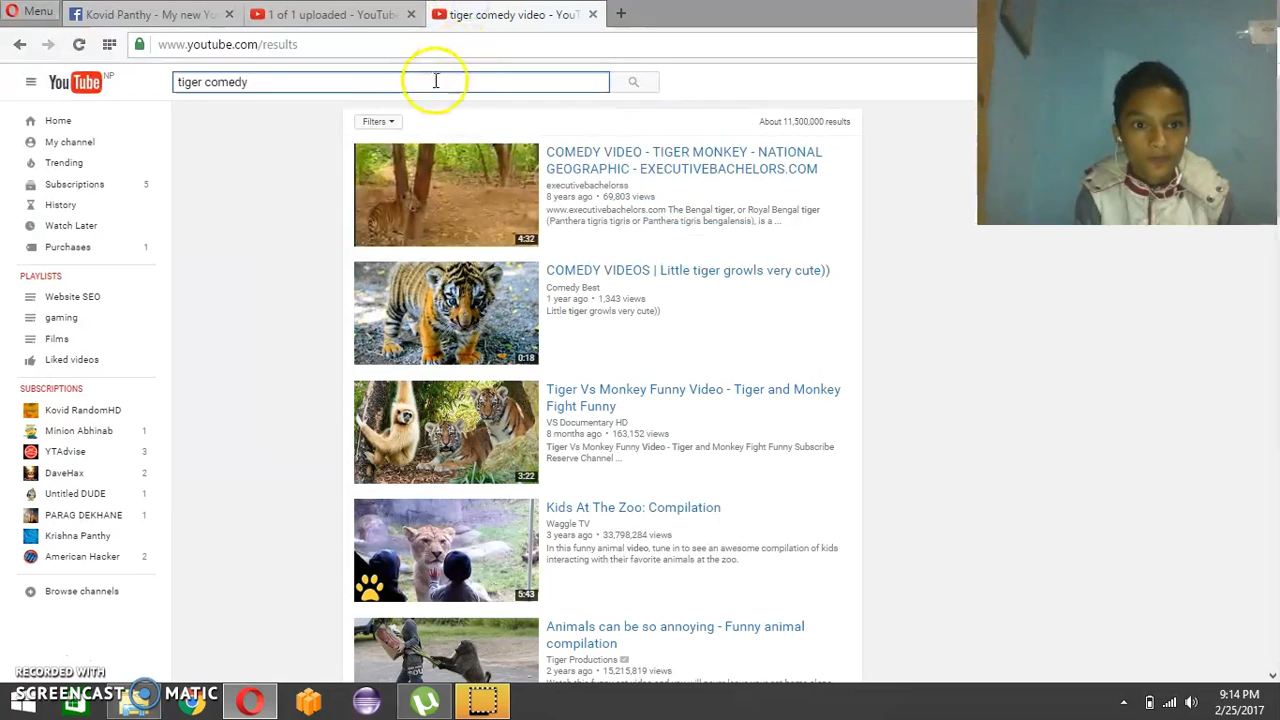 Menu
Kovid Panthy - "My w
1 of 1 uploaded - YouTube
tiger comedy video - YouT
www.youtube.com/results
YouTube NP
tiger comedy
Home
My channel
Trending
Subscriptions 5
History
Watch Later
Purchases 1
PLAYLISTS
Website SEO
gaming
Films
Liked videos
SUBSCRIPTIONS
Kovid RandomHD
Minion Abhinab 1
YTAdvise 3
DaveHax 2
Untitled DUDE 1
PARAG DEKHANE 1
Krishna Panthy
American Hacker 2
Browse channels
Filters
About 11,500,000 results
4:32
COMEDY VIDEO - TIGER MONKEY - NATIONAL
GEOGRAPHIC - EXECUTIVEBACHELORS.COM
executivebachelorss
8 years ago • 69,803 views
www.executivebachelors.com The Bengal tiger, or Royal Bengal tiger
(Panthera tigris tigris or Panthera tigris bengalensis), is a ...
0:18
COMEDY VIDEOS | Little tiger growls very cute))
Comedy Best
1 year ago • 1,343 views
Little tiger growls very cute))
3:22
Tiger Vs Monkey Funny Video - Tiger and Monkey
Fight Funny
VS Documentary HD
8 months ago • 163,152 views
Tiger Vs Monkey Funny Video - Tiger and Monkey Fight Funny Subscribe
Reserve Channel ...
5:43
Kids At The Zoo: Compilation
Waggle TV
3 years ago • 33,798,284 views
In this funny animal video, tune in to see an awesome compilation of kids
interacting with their favorite animals at the zoo.
Animals can be so annoying - Funny animal
compilation
Tiger Productions
2 years ago • 15,215,819 views
RECORDED WITH
SCREENCAST MATIC
9:14 PM
2/25/2017